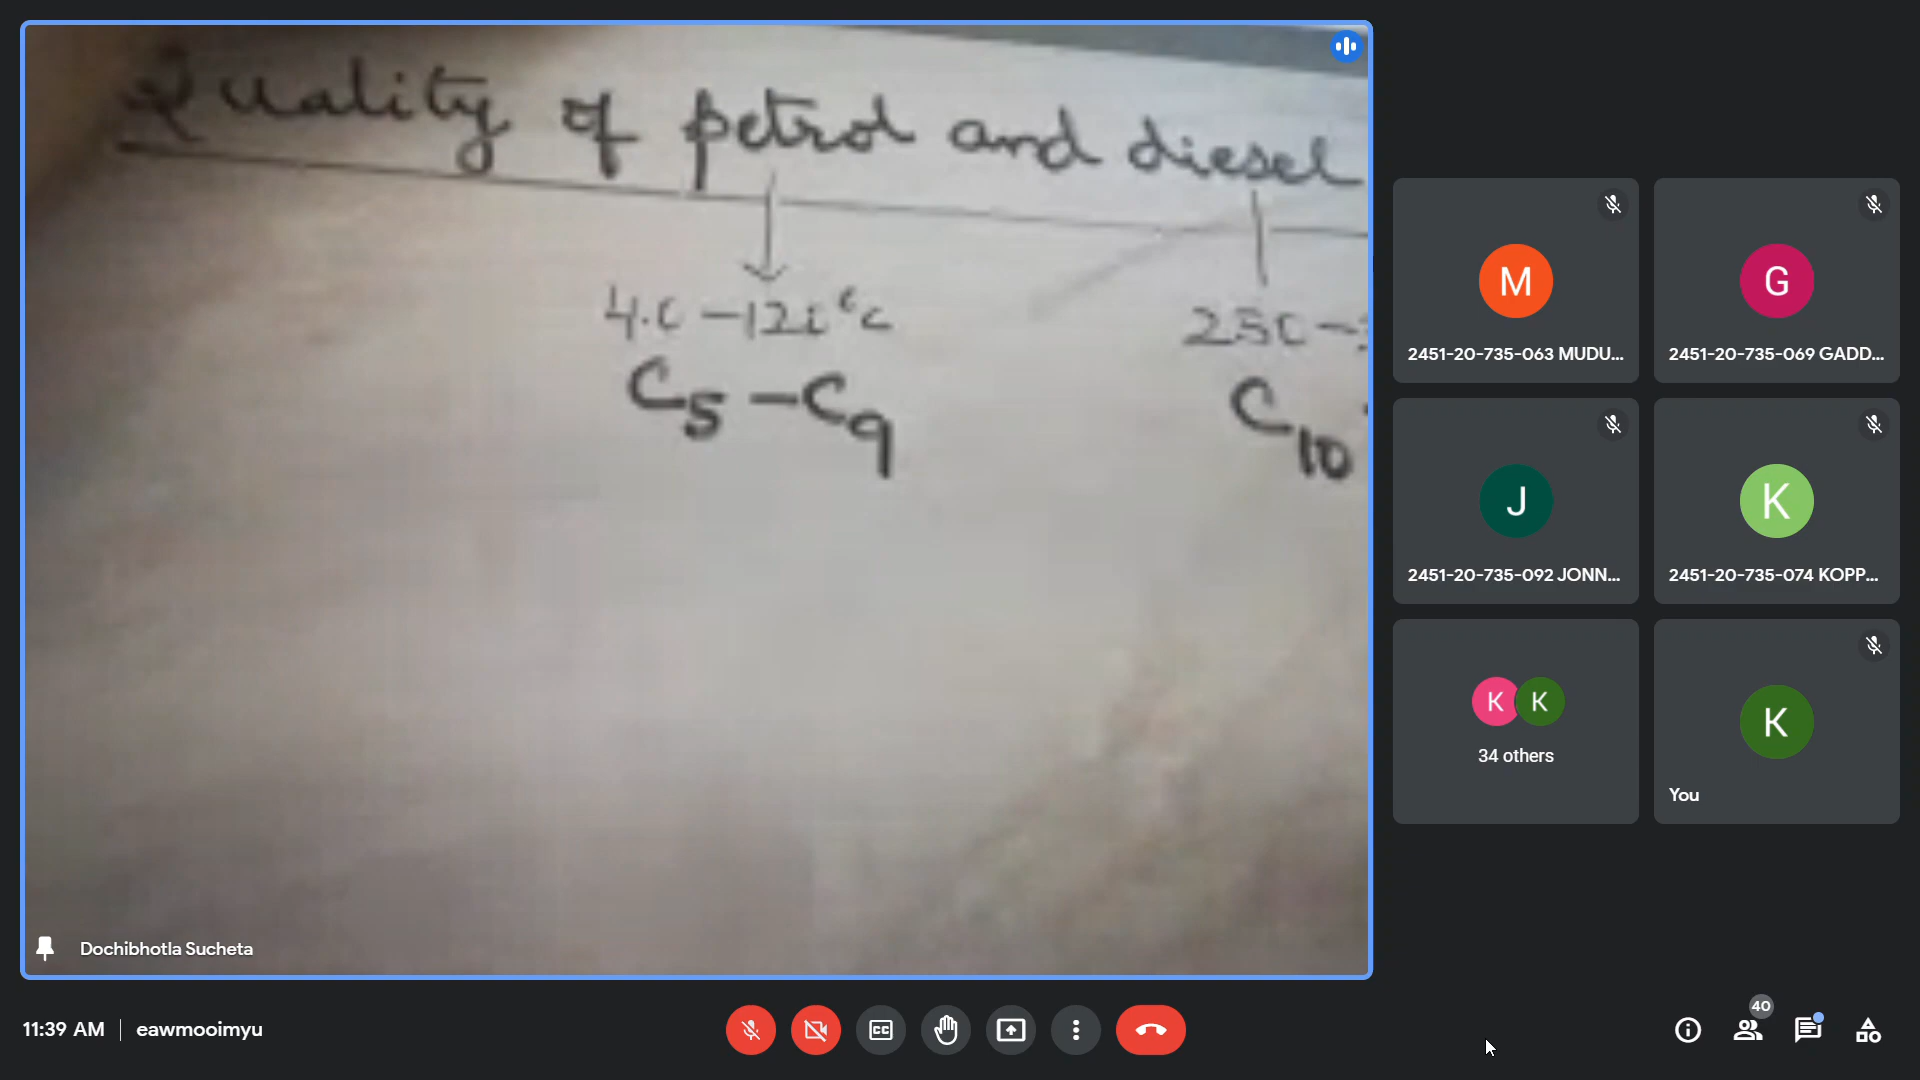 Quality of petrol and diesel
C5 - C9
C10
Dochibhotla Sucheta
2451-20-735-063 MUDU...
2451-20-735-069 GADD...
2451-20-735-092 JONN...
2451-20-735-074 KOPP...
34 others
You
M
G
J
K
K
K
K
11:39 AM | eawmooimyu
CC
40